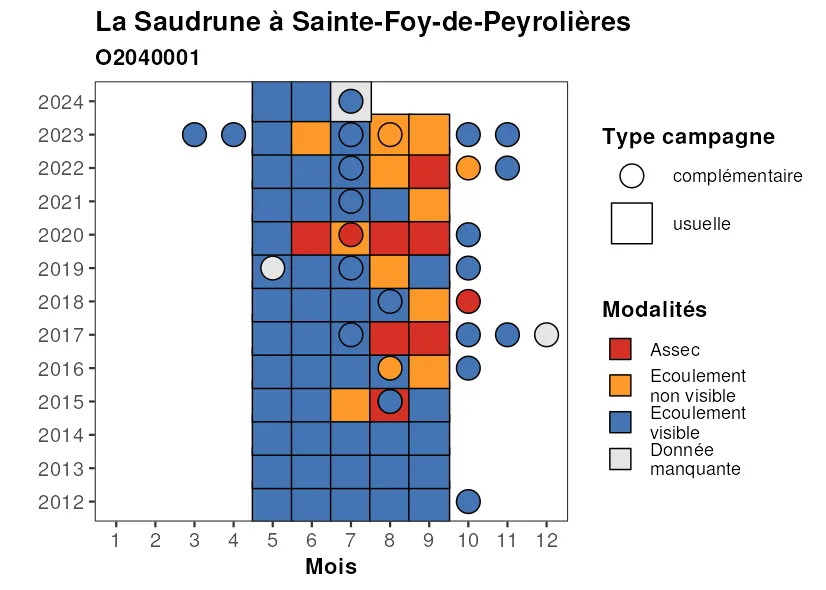 La Saudrune à Sainte-Foy-de-Peyrolières
O2040001
2024
2023
2022
2021
2020
2019
2018
2017
2016
2015
2014
2013
2012
1 2 3 4 5 6 7 8 9 10 11 12
Mois
Type campagne
complémentaire
usuelle
Modalités
Assec
Ecoulement
non visible
Ecoulement
visible
Donnée
manquante